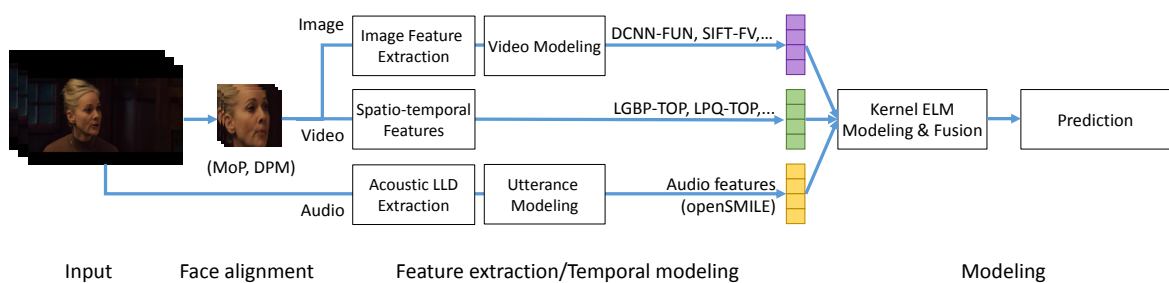 Image
Image Feature
Extraction
Video Modeling
DCNN-FUN, SIFT-FV,...
(MoP, DPM)
Video
Spatio-temporal
Features
LGBP-TOP, LPQ-TOP,...
Kernel ELM
Modeling & Fusion
Prediction
Audio
Acoustic LLD
Extraction
Utterance
Modeling
Audio features
(openSMILE)
Input
Face alignment
Feature extraction/Temporal modeling
Modeling